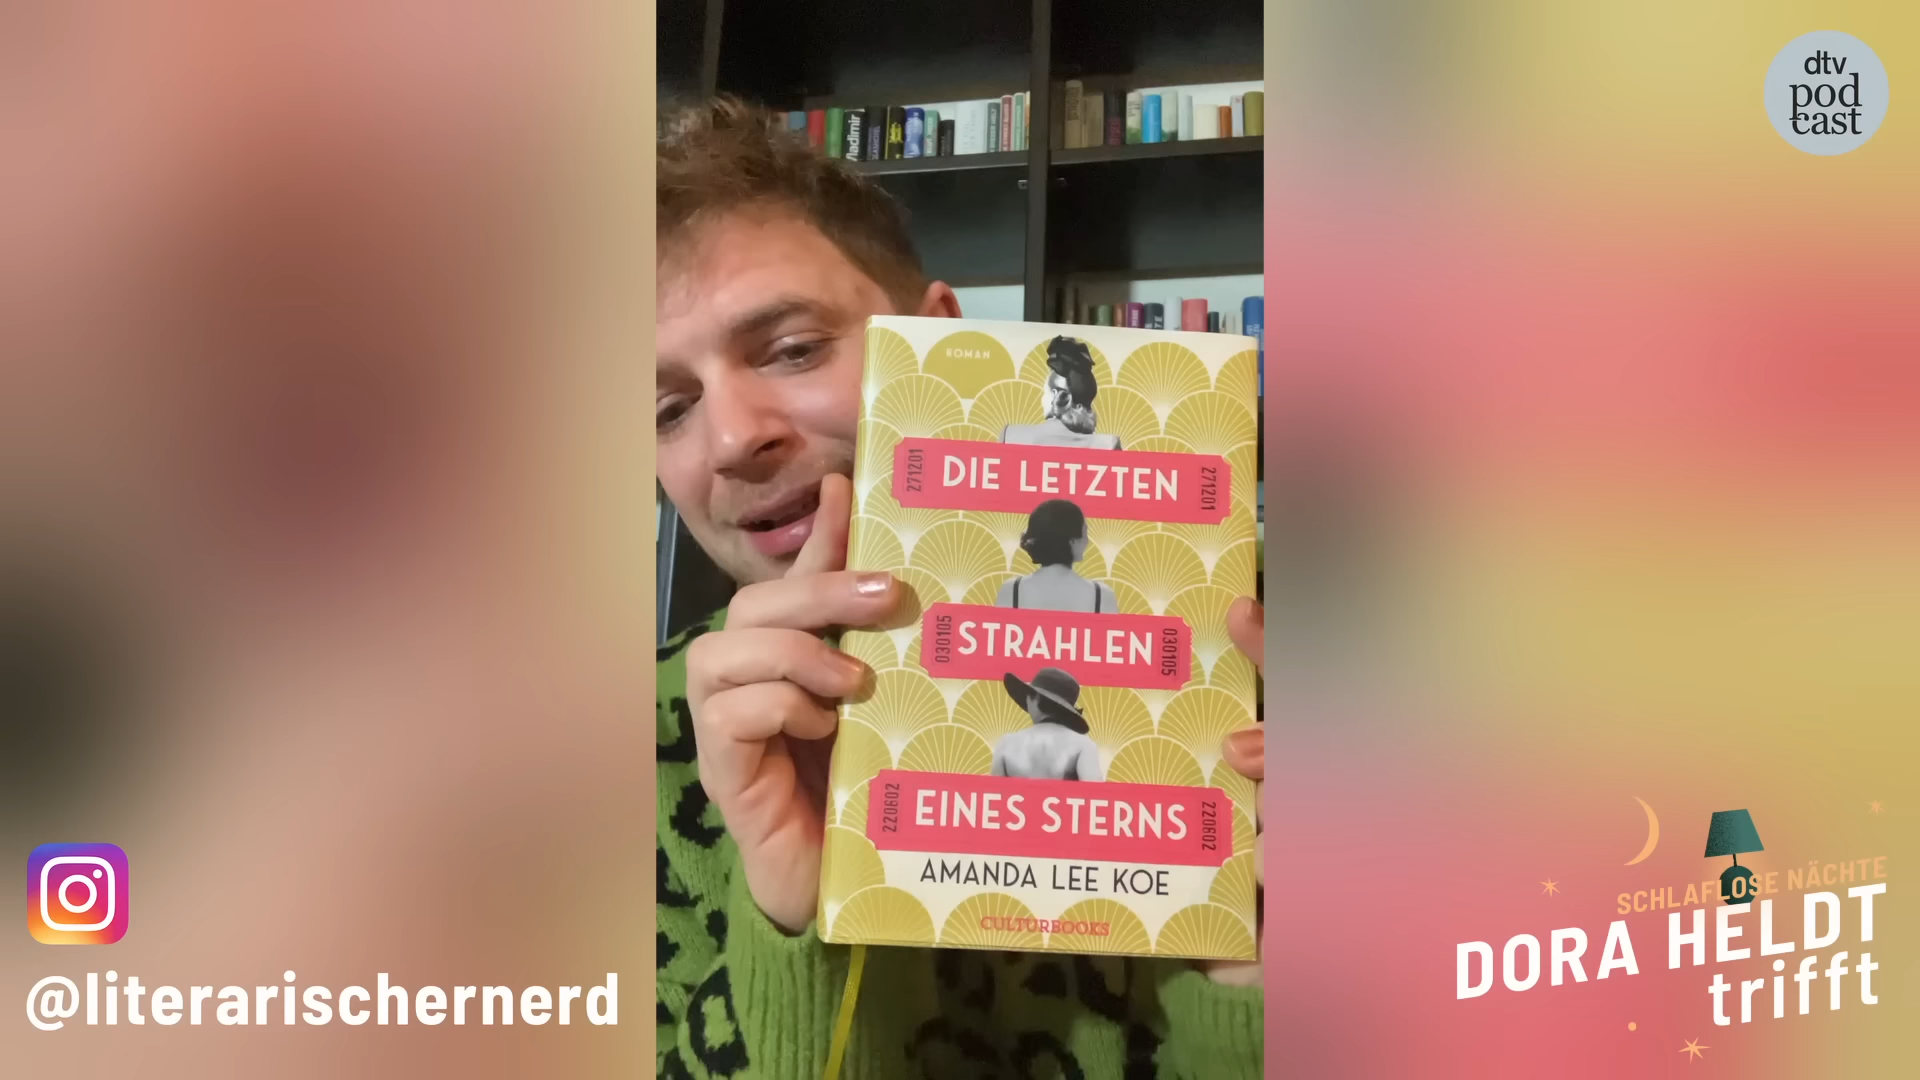 dtv
pod
cast
Vladimir
ROMAN
271201
DIE LETZTEN
271201
030105
STRAHLEN
030105
220602
EINES STERNS
220602
AMANDA LEE KOE
CULTURBOOKS
@literarischernerd
SCHLAFLOSE NÄCHTE
DORA HELDT
trifft